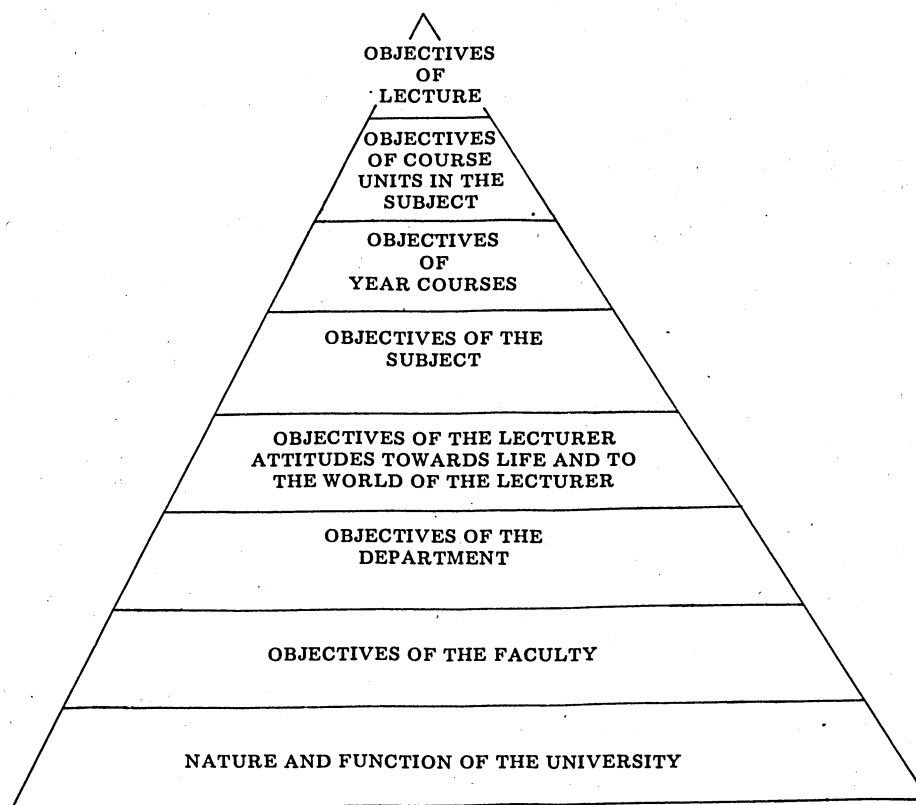 OBJECTIVES
OF
LECTURE
OBJECTIVES
OF COURSE
UNITS IN THE
SUBJECT
OBJECTIVES
OF
YEAR COURSES
OBJECTIVES OF THE
SUBJECT
OBJECTIVES OF THE LECTURER
ATTITUDES TOWARDS LIFE AND TO
THE WORLD OF THE LECTURER
OBJECTIVES OF THE
DEPARTMENT
OBJECTIVES OF THE FACULTY
NATURE AND FUNCTION OF THE UNIVERSITY